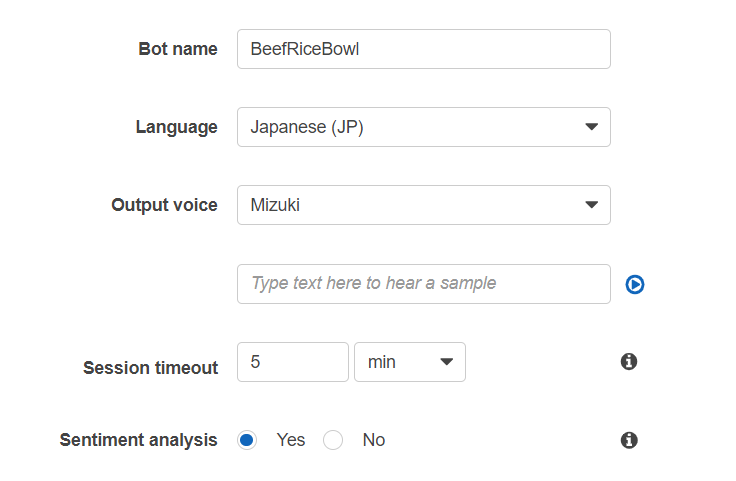 Bot name BeefRiceBowl
Language Japanese (JP)
Output voice Mizuki
Type text here to hear a sample
Session timeout 5 min
Sentiment analysis Yes No